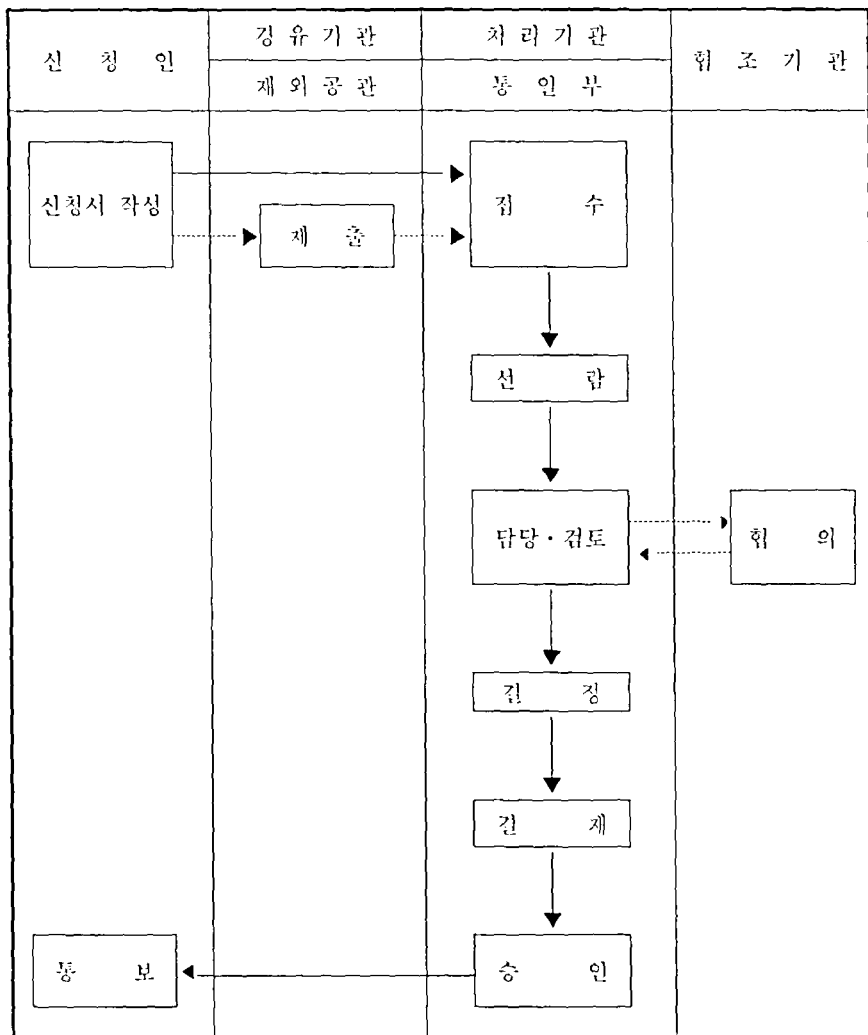 신 청 인
경 유 기 관
처 리 기 관
협 조 기 관
재 외 공 관
통 일 부
신청서 작성
접 수
제 출
선 람
담당·검토
협 의
결 정
결 재
통 보
승 인